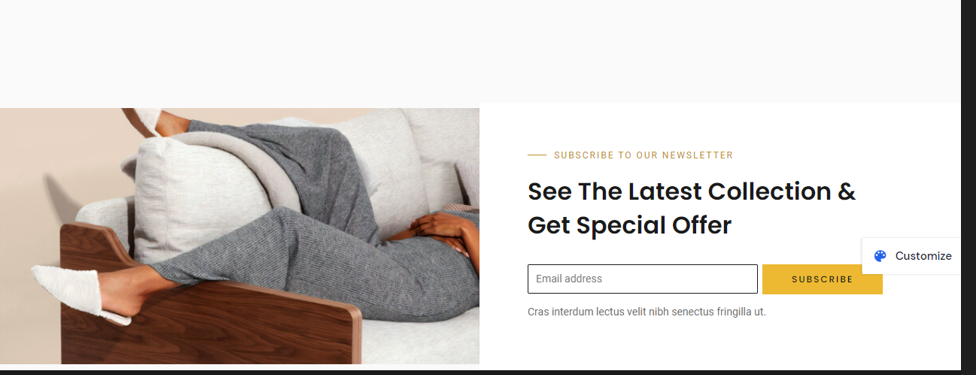 SUBSCRIBE TO OUR NEWSLETTER
See The Latest Collection &
Get Special Offer
Customize
Email address
SUBSCRIBE
Cras interdum lectus velit nibh senectus fringilla ut.